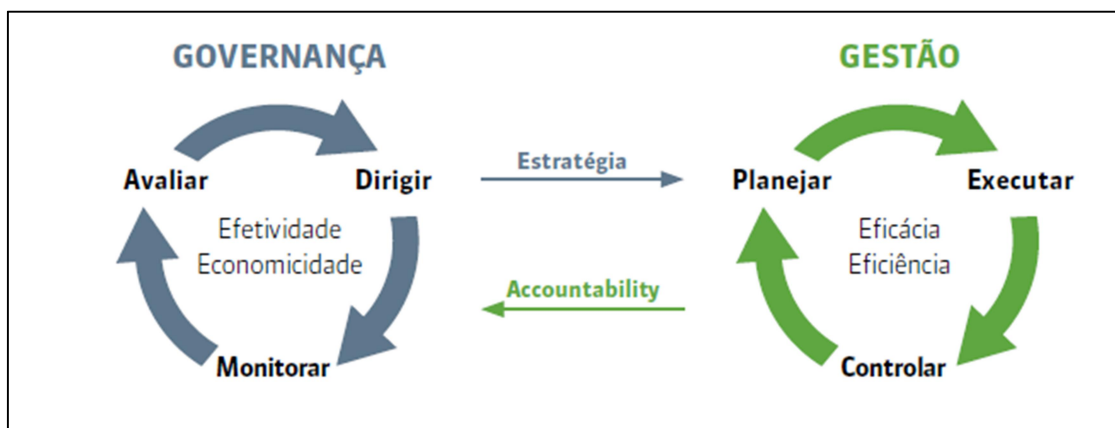 GOVERNANÇA
Avaliar
Dirigir
Efetividade
Economicidade
Monitorar
Estratégia
Accountability
GESTÃO
Planejar
Executar
Eficácia
Eficiência
Controlar